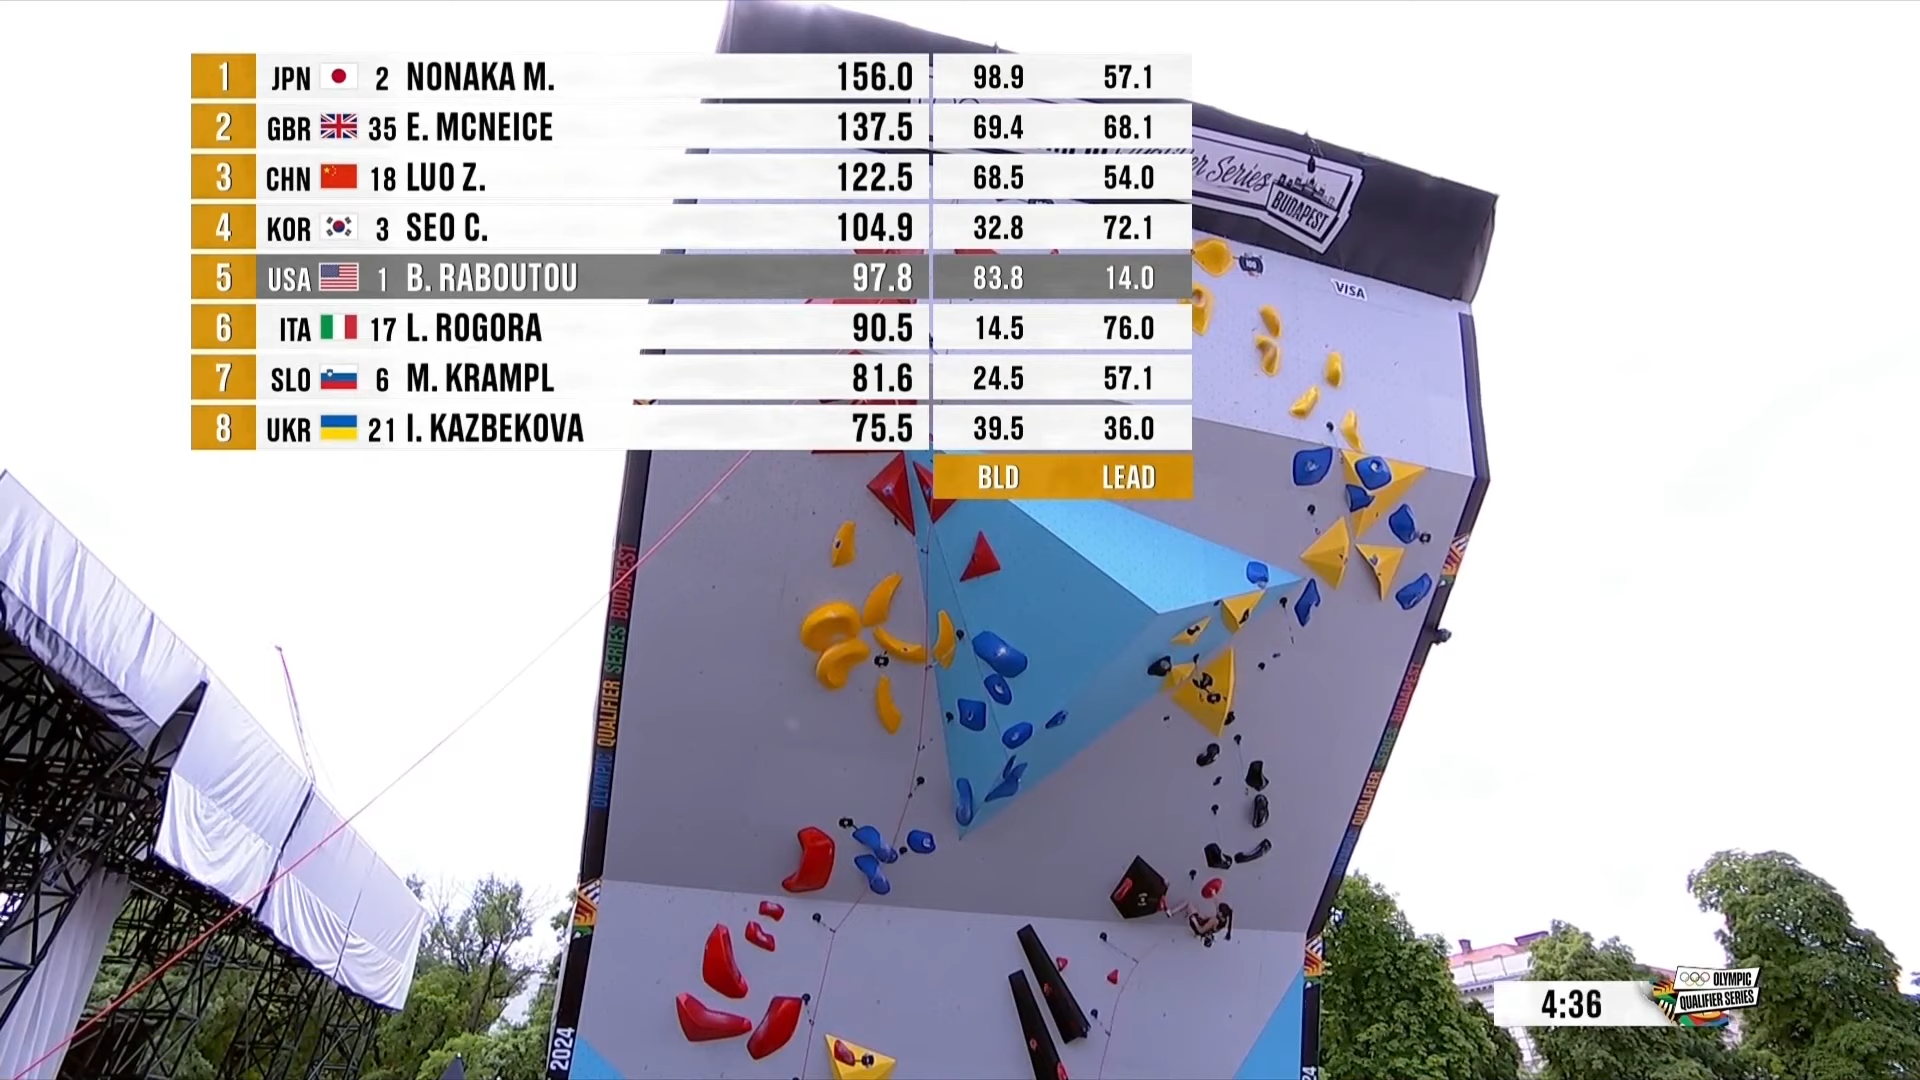 1 JPN 2 NONAKA M. 156.0 98.9 57.1
2 GBR 35 E. MCNEICE 137.5 69.4 68.1
3 CHN 18 LUO Z. 122.5 68.5 54.0
4 KOR 3 SEO C. 104.9 32.8 72.1
5 USA 1 B. RABOUTOU 97.8 83.8 14.0
6 ITA 17 L. ROGORA 90.5 14.5 76.0
7 SLO 6 M. KRAMPL 81.6 24.5 57.1
8 UKR 21 I. KAZBEKOVA 75.5 39.5 36.0
BLD LEAD
Series
BUDAPEST
VISA
OLYMPIC QUALIFIER SERIES BUDAPEST
OLYMPIC QUALIFIER SERIES BUDAPEST
2024
24
4:36
OLYMPIC
QUALIFIER SERIES